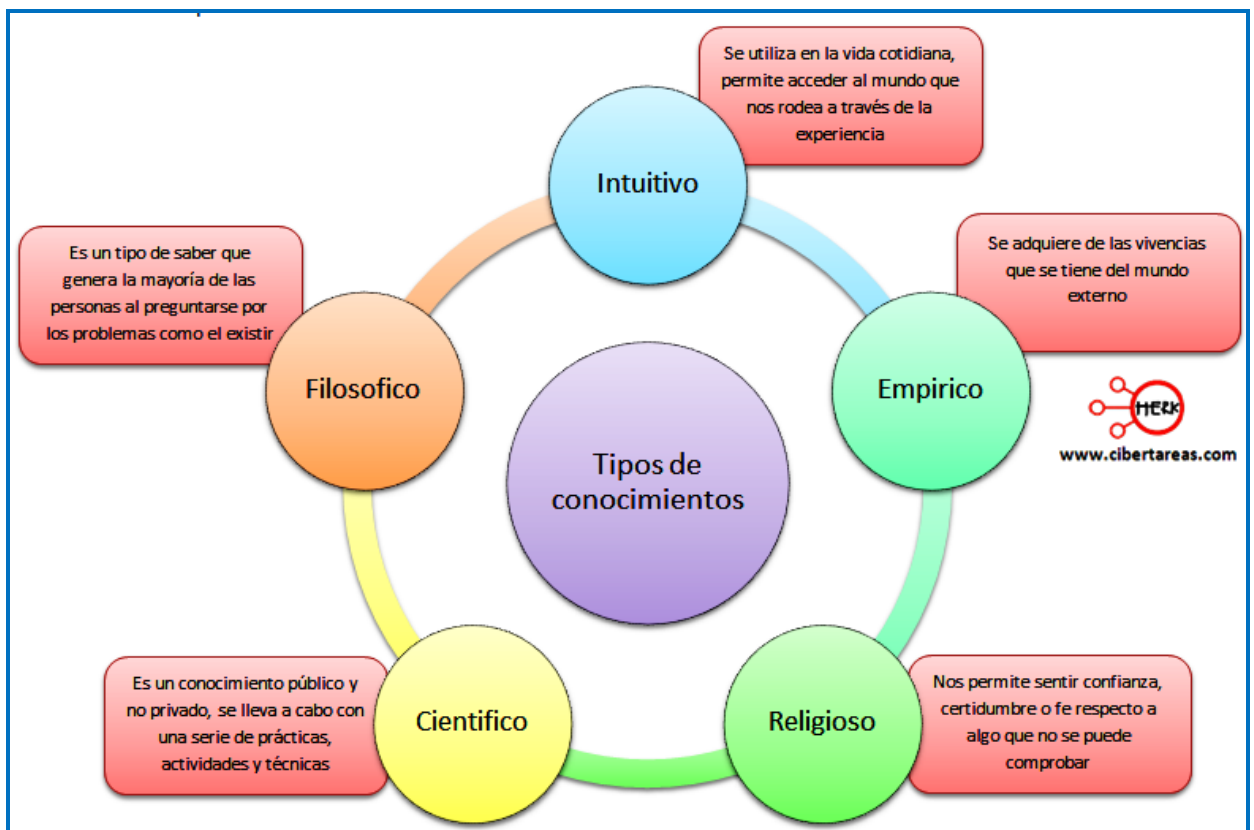 Se utiliza en la vida cotidiana,
permite acceder al mundo que
nos rodea a través de la
experiencia
Intuitivo
Se adquiere de las vivencias
que se tiene del mundo
externo
Empirico
HERK
www.cibertareas.com
Es un tipo de saber que
genera la mayoría de las
personas al preguntarse por
los problemas como el existir
Filosofico
Tipos de
conocimientos
Es un conocimiento público y
no privado, se lleva a cabo con
una serie de prácticas,
actividades y técnicas
Cientifico
Religioso
Nos permite sentir confianza,
certidumbre o fe respecto a
algo que no se puede
comprobar